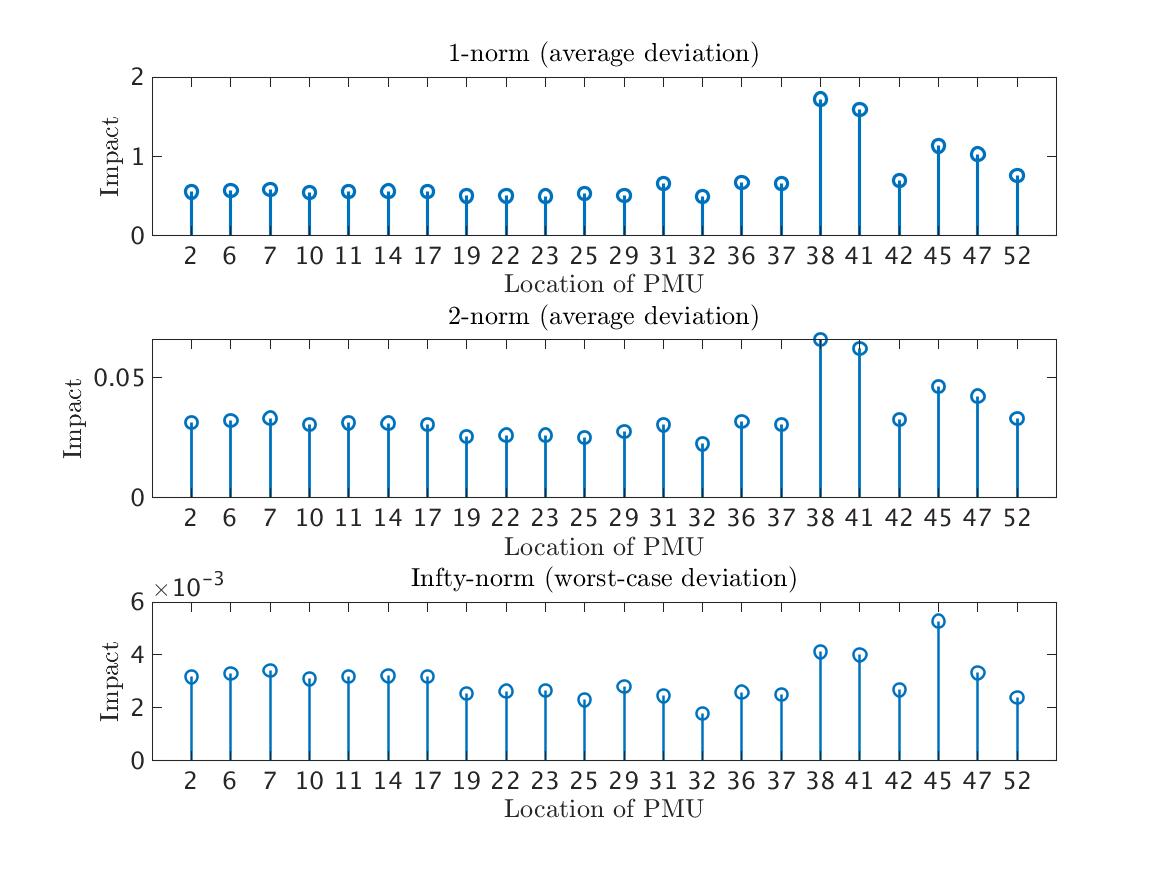 1-norm (average deviation)
2
1
0
Impact
2 6 7 10 11 14 17 19 22 23 25 29 31 32 36 37 38 41 42 45 47 52
Location of PMU
2-norm (average deviation)
0.05
0
Impact
2 6 7 10 11 14 17 19 22 23 25 29 31 32 36 37 38 41 42 45 47 52
Location of PMU
Infty-norm (worst-case deviation)
×10⁻³
6
4
2
0
Impact
2 6 7 10 11 14 17 19 22 23 25 29 31 32 36 37 38 41 42 45 47 52
Location of PMU